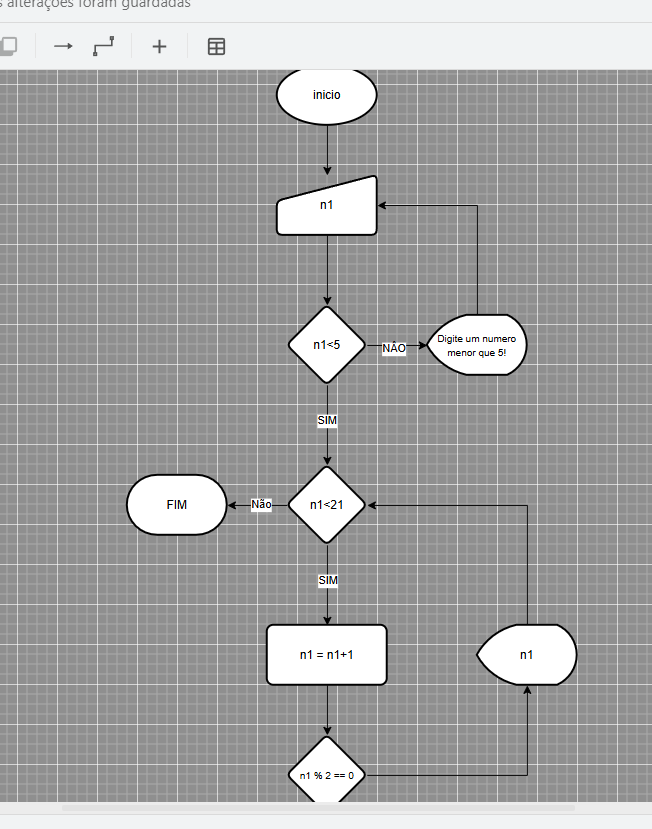 s alterações foram guardadas
inicio
n1
n1<5
NÃO
Digite um numero
menor que 5!
SIM
FIM
Não
n1<21
SIM
n1 = n1+1
n1
n1 % 2 == 0